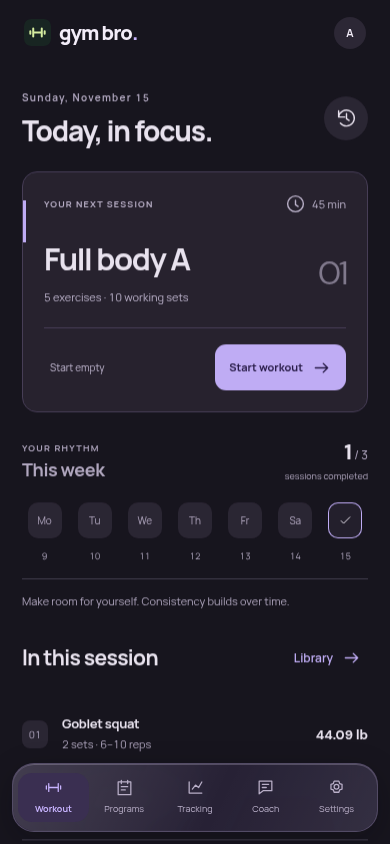 gym bro.
A
Sunday, November 15
Today, in focus.
YOUR NEXT SESSION
45 min
Full body A
01
5 exercises · 10 working sets
Start empty
Start workout
YOUR RHYTHM
1 / 3
This week
sessions completed
Mo Tu We Th Fr Sa
9 10 11 12 13 14 15
Make room for yourself. Consistency builds over time.
In this session
Library
01
Goblet squat
44.09 lb
2 sets · 6–10 reps
Workout Programs Tracking Coach Settings